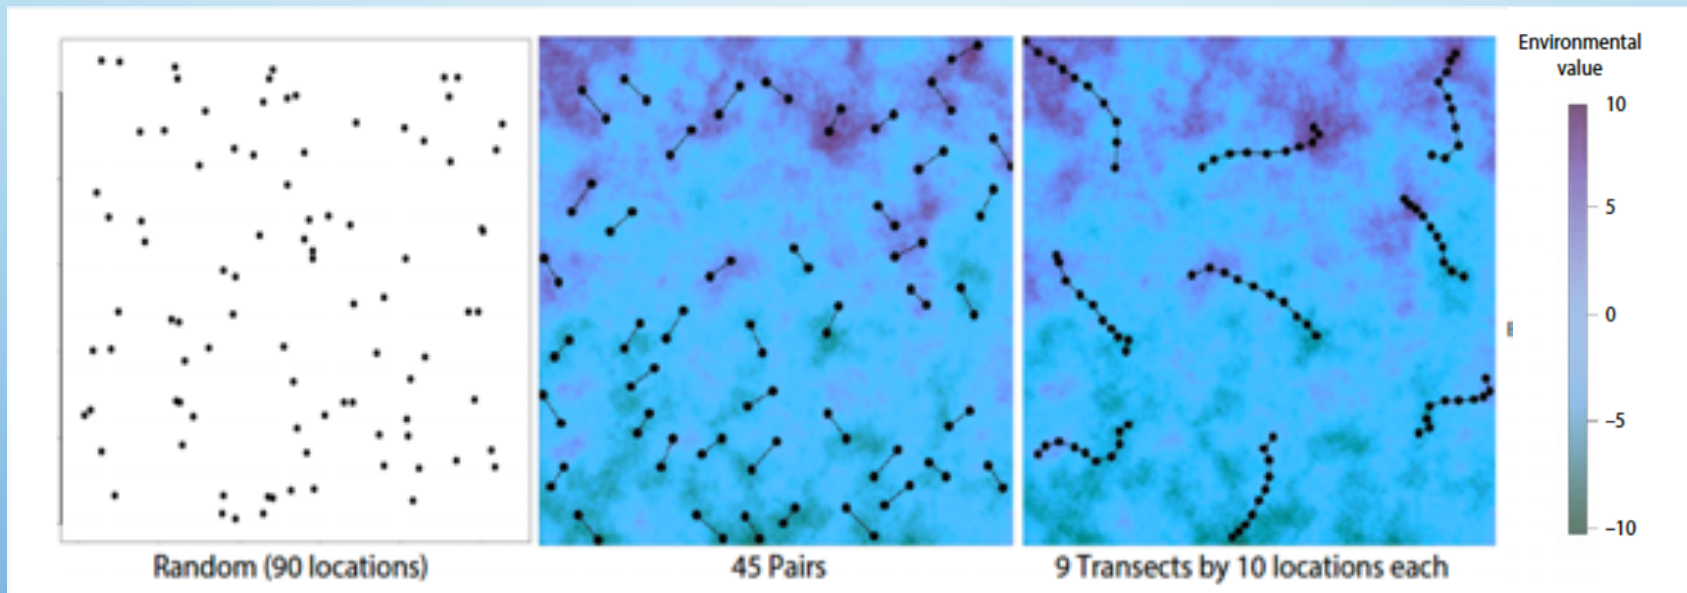 Environmental
value
10
5
0
−5
−10
Random (90 locations)
45 Pairs
9 Transects by 10 locations each